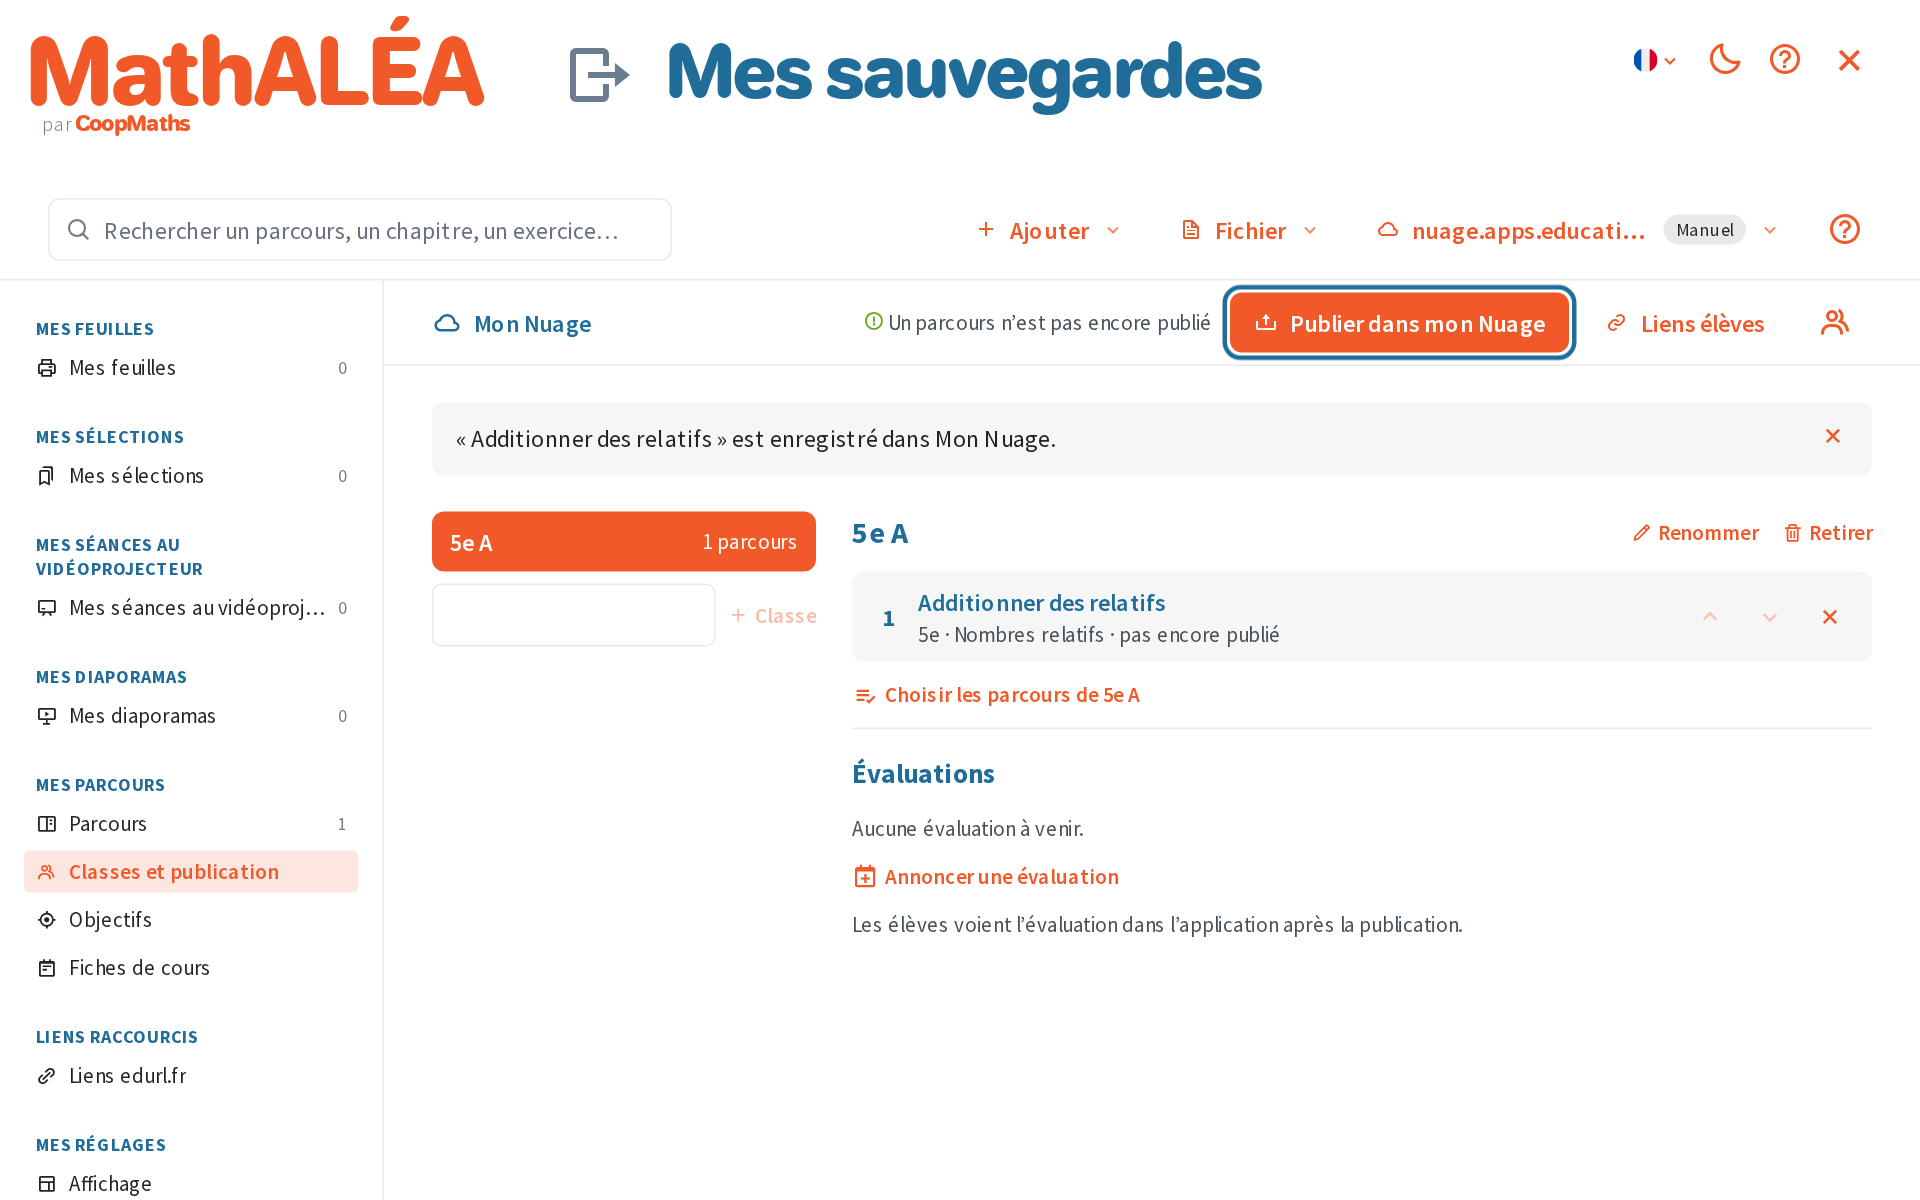 MathALÉA
par CoopMaths
Mes sauvegardes
Rechercher un parcours, un chapitre, un exercice…
Ajouter
Fichier
nuage.apps.educati…
Manuel
MES FEUILLES
Mes feuilles 0
MES SÉLECTIONS
Mes sélections 0
MES SÉANCES AU
VIDÉOPROJECTEUR
Mes séances au vidéoproj… 0
MES DIAPORAMAS
Mes diaporamas 0
MES PARCOURS
Parcours 1
Classes et publication
Objectifs
Fiches de cours
LIENS RACCOURCIS
Liens edurl.fr
MES RÉGLAGES
Affichage
Mon Nuage
Un parcours n’est pas encore publié
Publier dans mon Nuage
Liens élèves
« Additionner des relatifs » est enregistré dans Mon Nuage.
5e A 1 parcours
+ Classe
5e A
Renommer
Retirer
1 Additionner des relatifs
5e · Nombres relatifs · pas encore publié
Choisir les parcours de 5e A
Évaluations
Aucune évaluation à venir.
Annoncer une évaluation
Les élèves voient l’évaluation dans l’application après la publication.